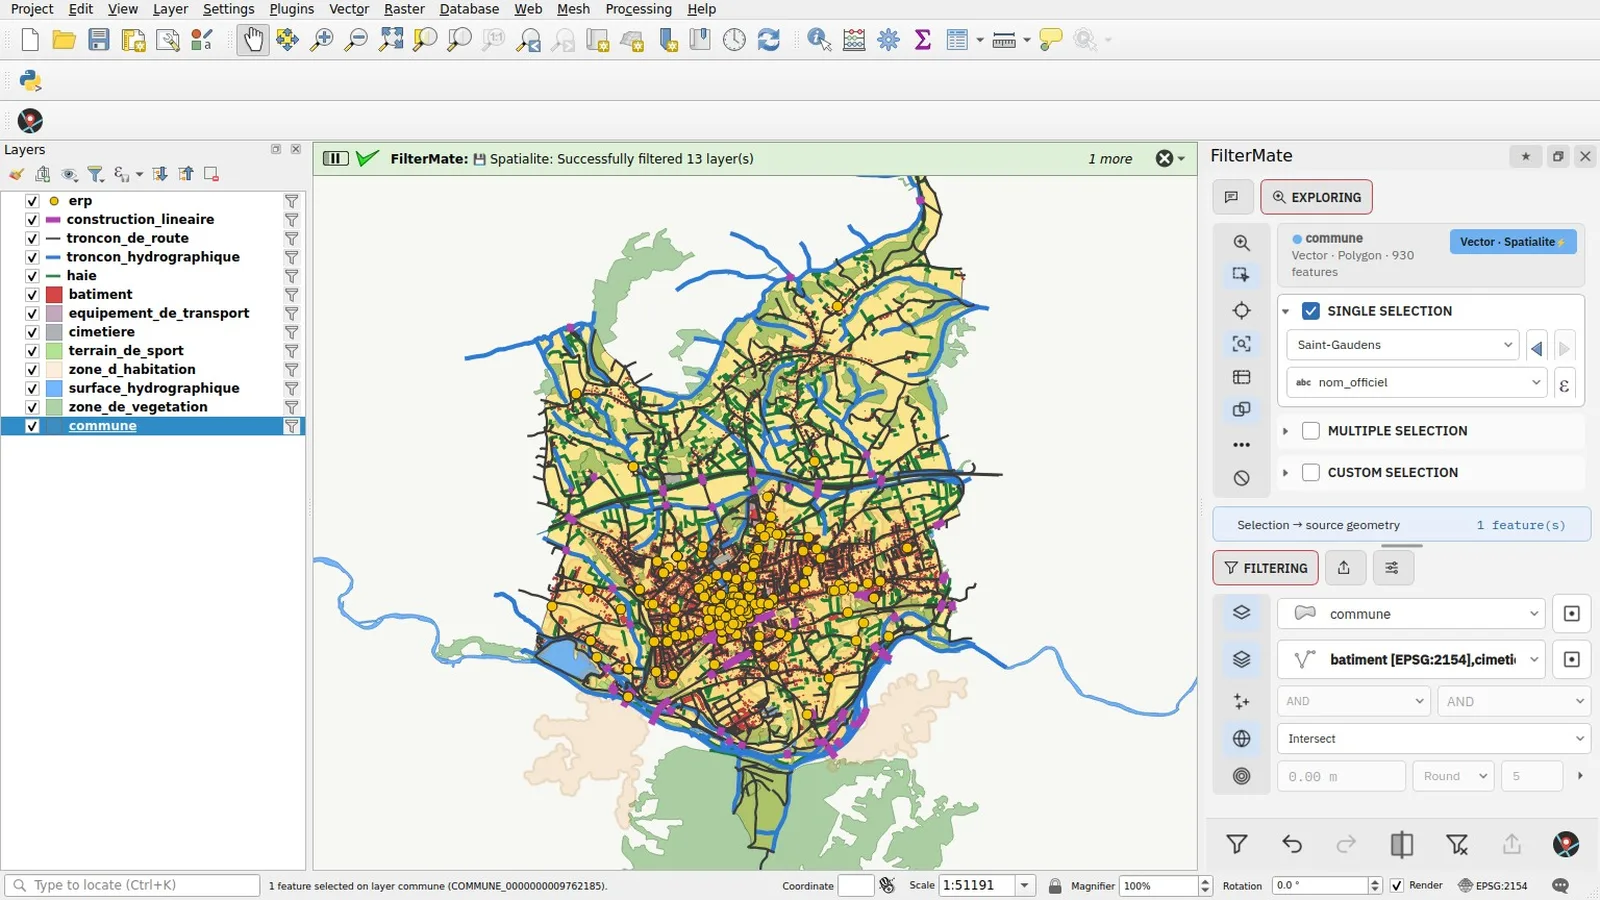 Project Edit View Layer Settings Plugins Vector Raster Database Web Mesh Processing Help
Layers
erp
construction_lineaire
troncon_de_route
troncon_hydrographique
haie
batiment
equipement_de_transport
cimetiere
terrain_de_sport
zone_d_habitation
surface_hydrographique
zone_de_vegetation
commune
FilterMate: Spatialite: Successfully filtered 13 layer(s) 1 more
FilterMate
EXPLORING
commune
Vector · Polygon · 930
features
Vector · Spatialite
SINGLE SELECTION
Saint-Gaudens
abc nom_officiel
ε
MULTIPLE SELECTION
CUSTOM SELECTION
Selection → source geometry 1 feature(s)
FILTERING
commune
batiment [EPSG:2154],cimeti
AND AND
Intersect
0.00 m Round 5
Type to locate (Ctrl+K) 1 feature selected on layer commune (COMMUNE_0000000009762185). Coordinate Scale 1:51191 Magnifier 100% Rotation 0.0 ° Render EPSG:2154